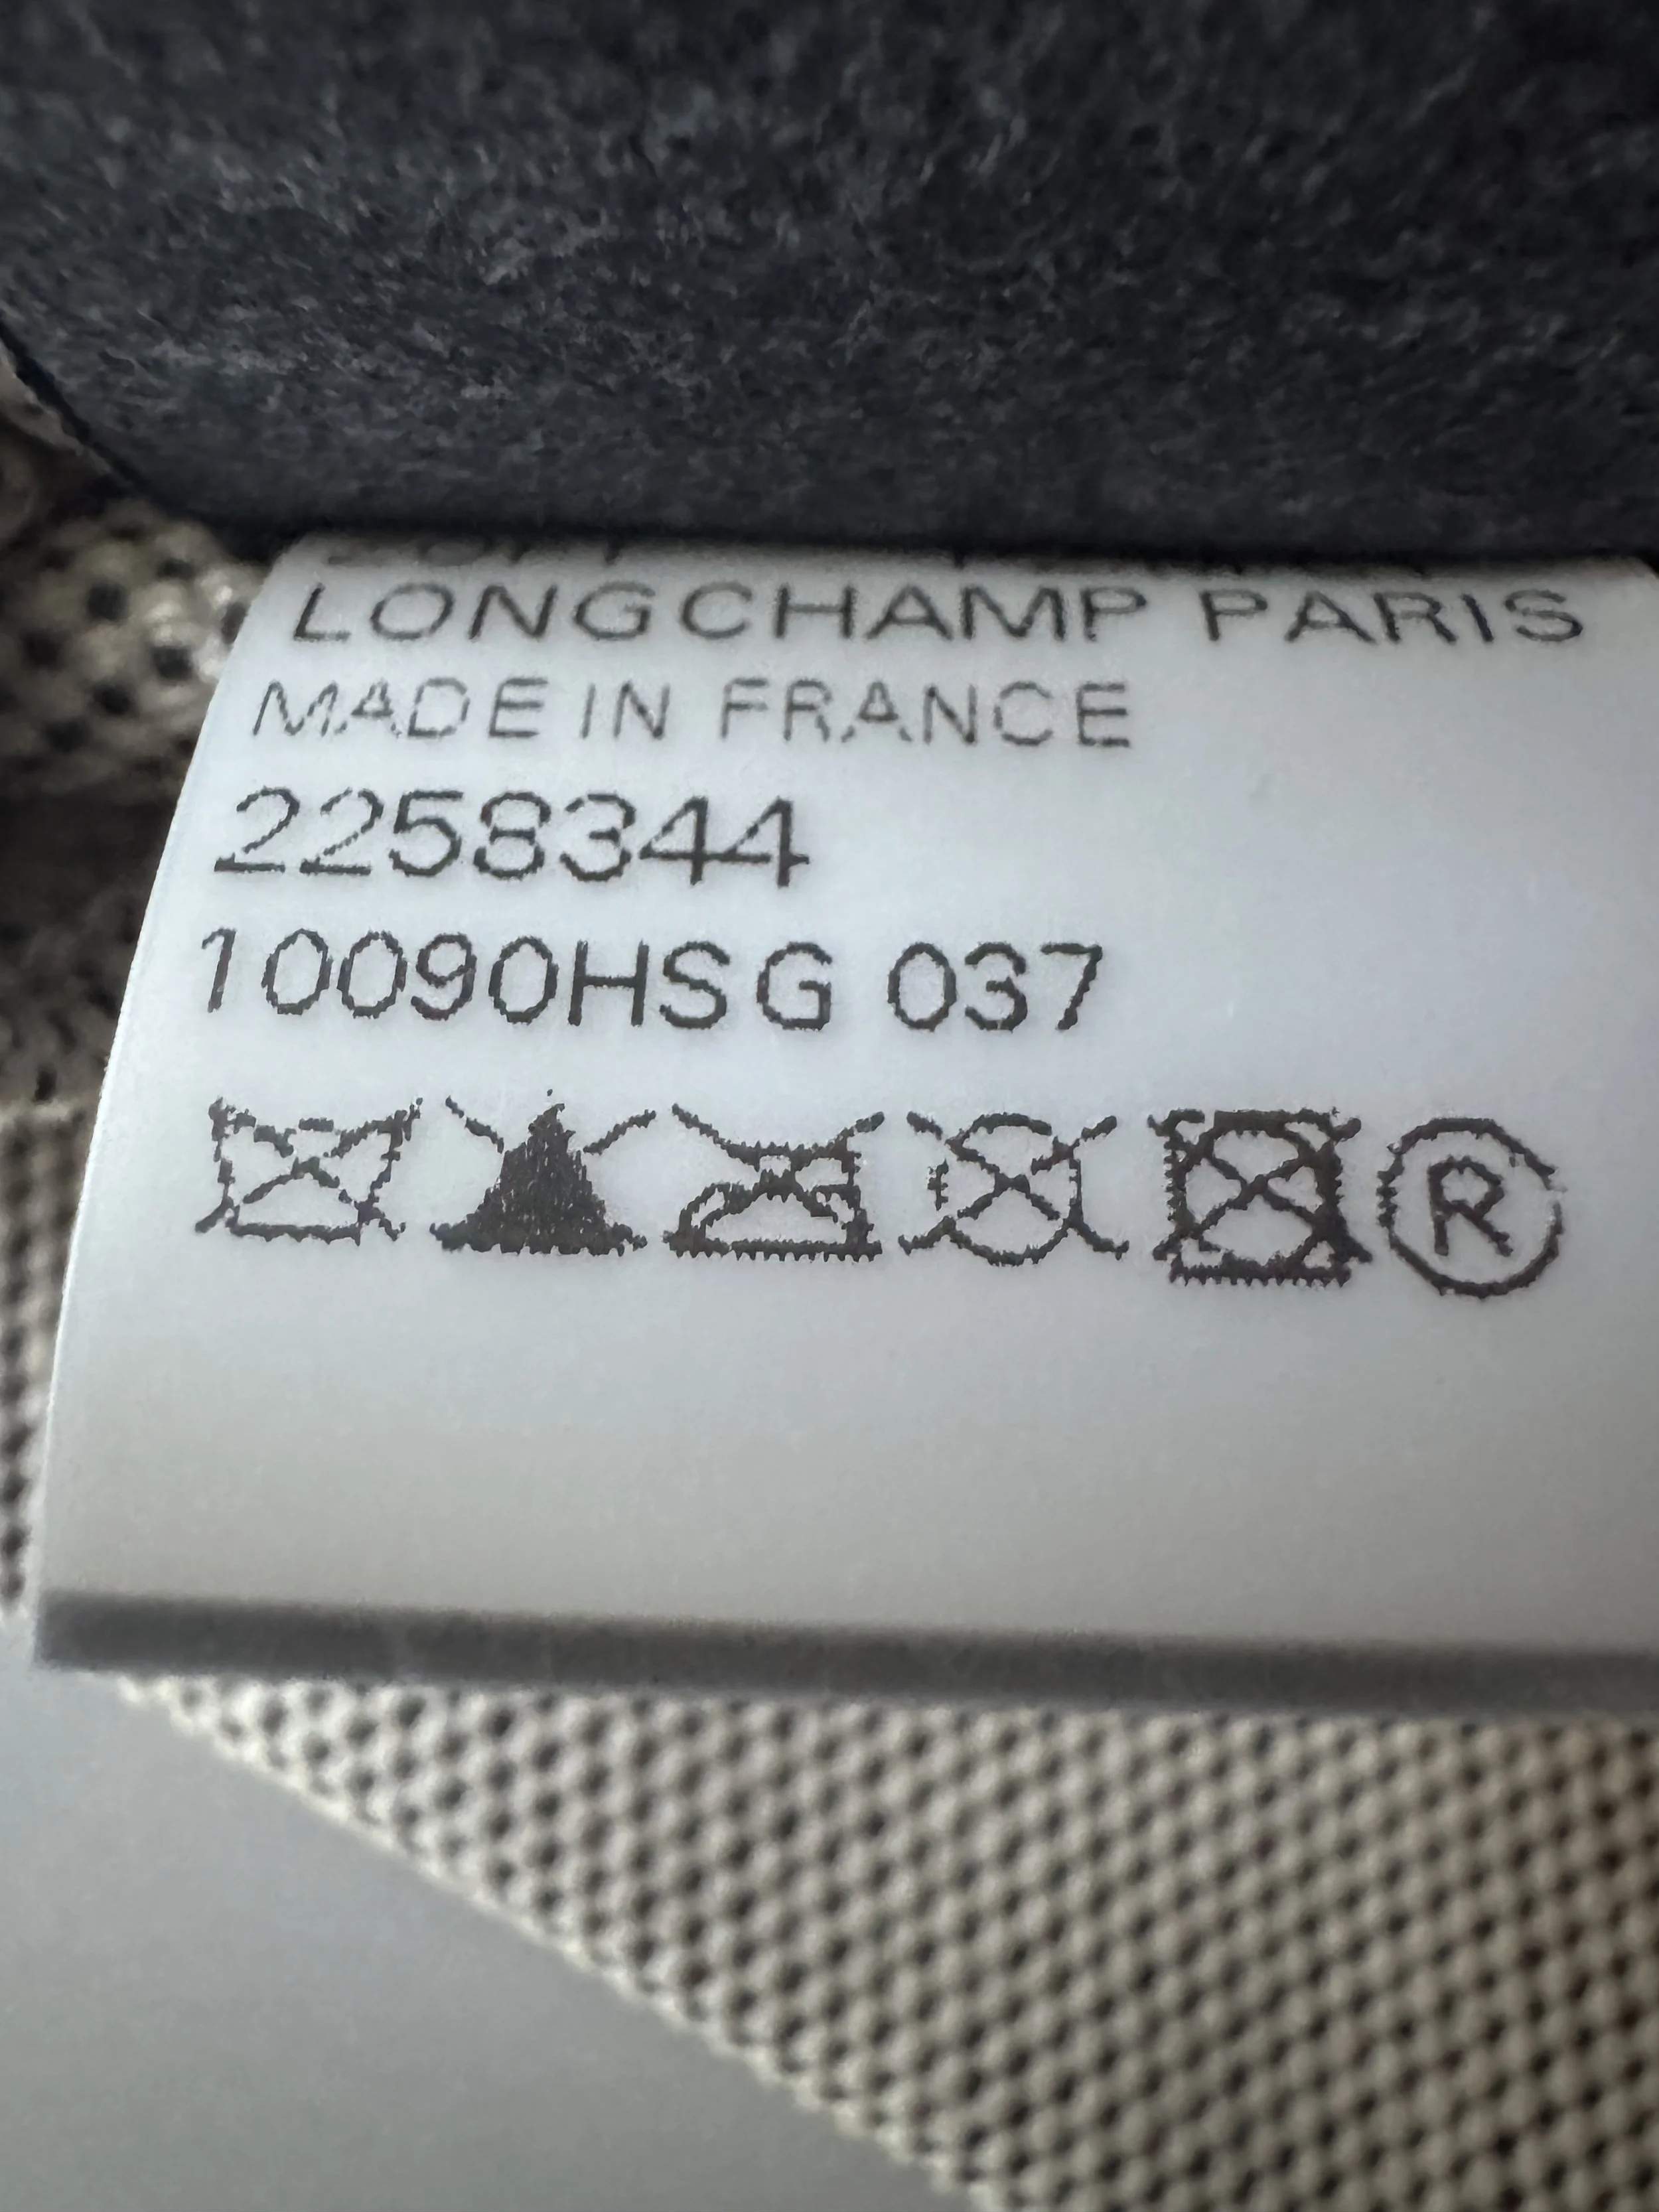 LONGCHAMP PARIS
MADE IN FRANCE
2258344
10090HSG 037
R